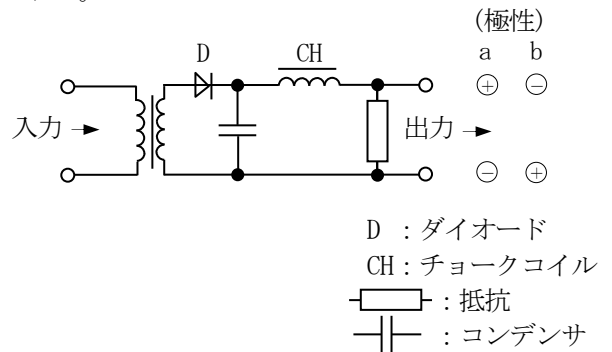 (極性)
D CH a b
⊕ ⊖
入力 出力
⊖ ⊕
D :ダイオード
CH:チョークコイル
:抵抗
:コンデンサ